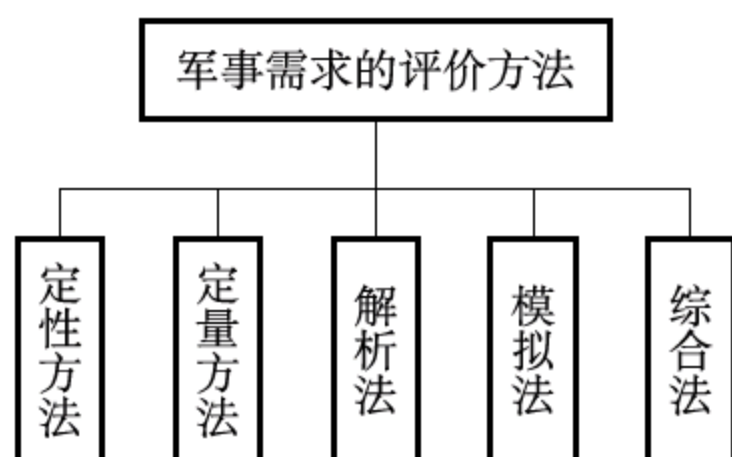 军事需求的评价方法
定性方法
定量方法
解析法
模拟法
综合法